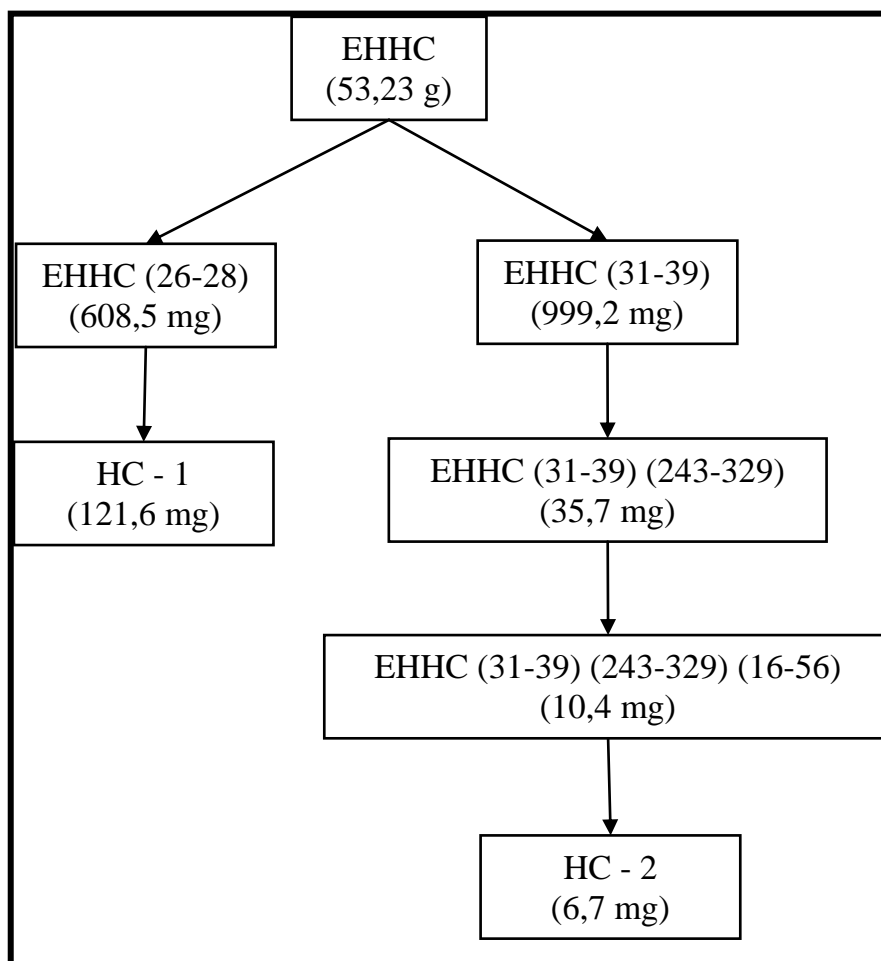 EHHC
(53,23 g)
EHHC (26-28)
(608,5 mg)
EHHC (31-39)
(999,2 mg)
HC - 1
(121,6 mg)
EHHC (31-39) (243-329)
(35,7 mg)
EHHC (31-39) (243-329) (16-56)
(10,4 mg)
HC - 2
(6,7 mg)